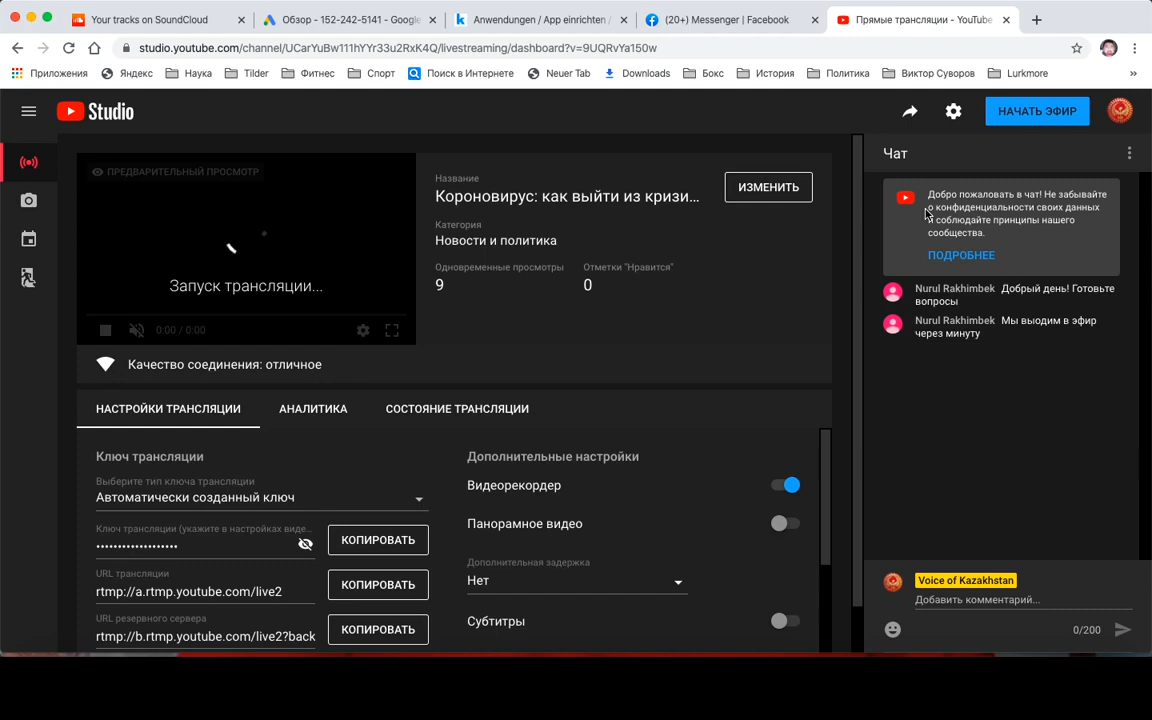 Your tracks on SoundCloud
Обзор - 152-242-5141 - Google
Anwendungen / App einrichten /
(20+) Messenger | Facebook
Прямые трансляции - YouTube
studio.youtube.com/channel/UCarYuBw111hYYr33u2RxK4Q/livestreaming/dashboard?v=9UQRvYa150w
Приложения
Яндекс
Наука
Tilder
Фитнес
Спорт
Поиск в Интернете
Neuer Tab
Downloads
Бокс
История
Политика
Виктор Суворов
Lurkmore
»
Studio
НАЧАТЬ ЭФИР
ПРЕДВАРИТЕЛЬНЫЙ ПРОСМОТР
Запуск трансляции...
0:00 / 0:00
Качество соединения: отличное
Название
Короновирус: как выйти из кризи...
ИЗМЕНИТЬ
Категория
Новости и политика
Одновременные просмотры
9
Отметки "Нравится"
0
НАСТРОЙКИ ТРАНСЛЯЦИИ
АНАЛИТИКА
СОСТОЯНИЕ ТРАНСЛЯЦИИ
Ключ трансляции
Выберите тип ключа трансляции
Автоматически созданный ключ
Ключ трансляции (укажите в настройках виде...
•••••••••••••••••••
КОПИРОВАТЬ
URL трансляции
rtmp://a.rtmp.youtube.com/live2
КОПИРОВАТЬ
URL резервного сервера
rtmp://b.rtmp.youtube.com/live2?back
КОПИРОВАТЬ
Дополнительные настройки
Видеорекордер
Панорамное видео
Дополнительная задержка
Нет
Субтитры
Чат
Добро пожаловать в чат! Не забывайте
о конфиденциальности своих данных
и соблюдайте принципы нашего
сообщества.
ПОДРОБНЕЕ
Nurul Rakhimbek Добрый день! Готовьте
вопросы
Nurul Rakhimbek Мы выодим в эфир
через минуту
Voice of Kazakhstan
Добавить комментарий...
0/200